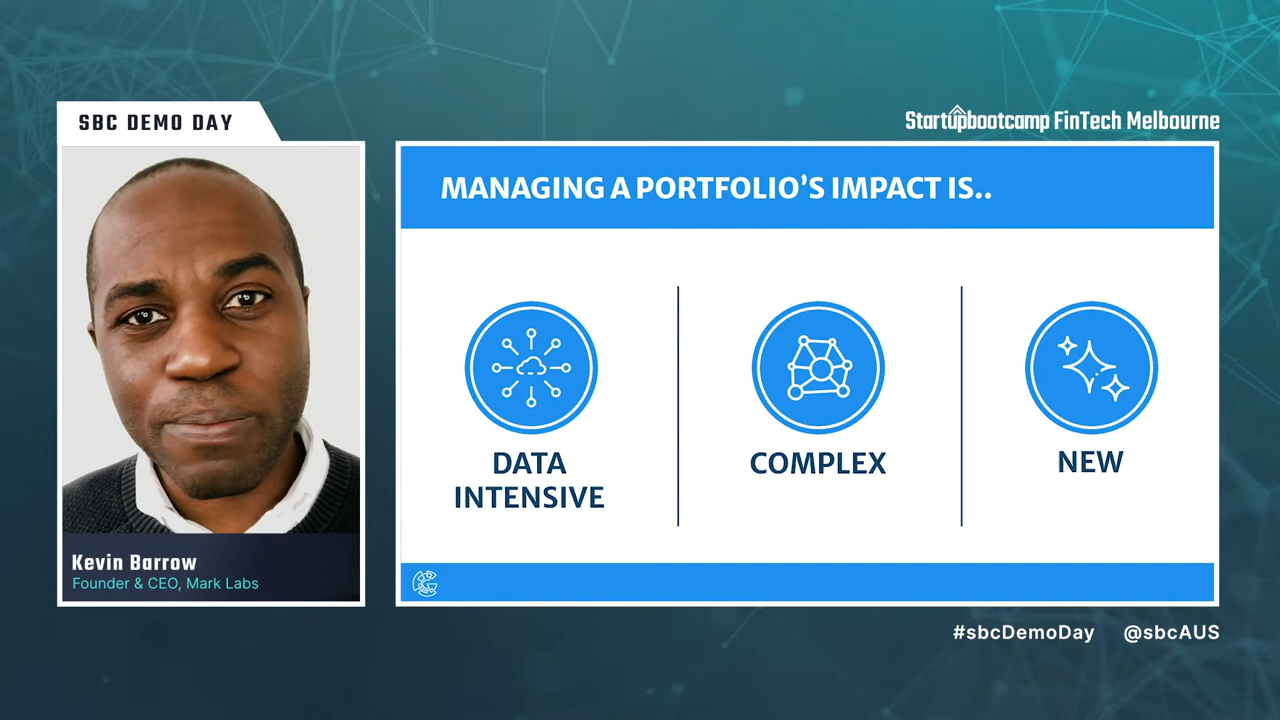 SBC DEMO DAY
Startupbootcamp FinTech Melbourne
MANAGING A PORTFOLIO’S IMPACT IS..
DATA
INTENSIVE
COMPLEX
NEW
Kevin Barrow
Founder & CEO, Mark Labs
#sbcDemoDay @sbcAUS